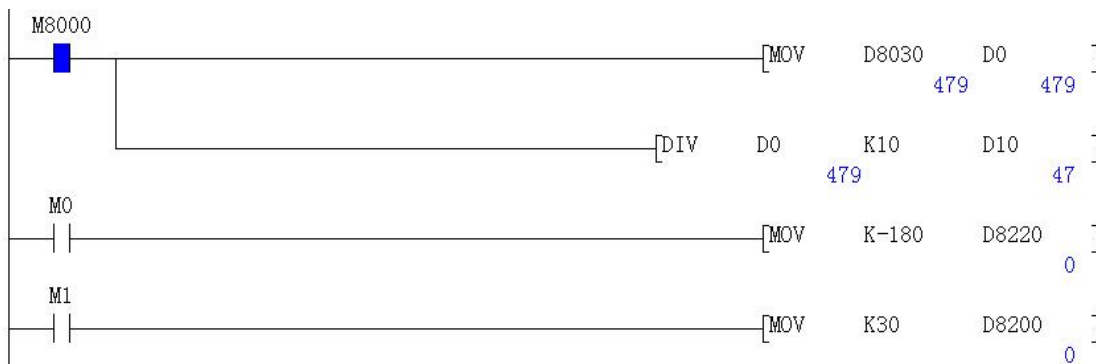 M8000
[MOV D8030 D0 ]
479 479
[DIV D0 K10 D10 ]
479 47
M0
[MOV K-180 D8220 ]
0
M1
[MOV K30 D8200 ]
0